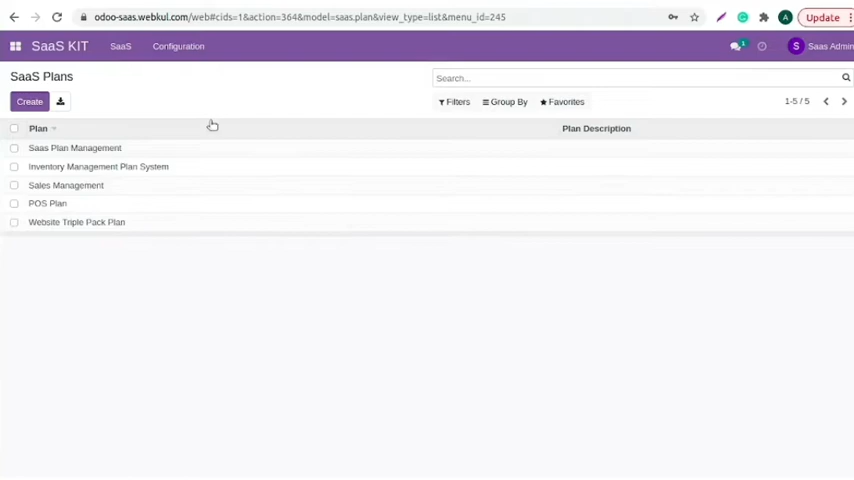 odoo-saas.webkul.com/web#cids=1&action=364&model=saas.plan&view_type=list&menu_id=245
A
Update
SaaS KIT
SaaS
Configuration
1
S
Saas Admin
SaaS Plans
Search...
Create
Filters
Group By
Favorites
1-5 / 5
Plan
Plan Description
Saas Plan Management
Inventory Management Plan System
Sales Management
POS Plan
Website Triple Pack Plan